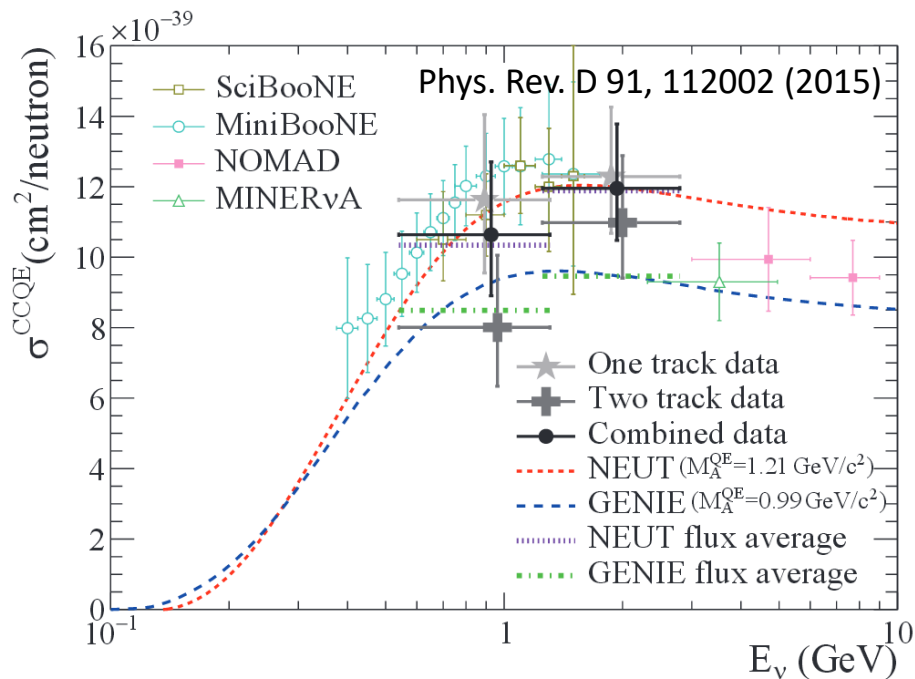 ×10⁻³⁹
16
14
12
10
8
6
4
2
0
σ^CCQE (cm²/neutron)
Phys. Rev. D 91, 112002 (2015)
SciBooNE
MiniBooNE
NOMAD
MINERνA
One track data
Two track data
Combined data
NEUT (M_A^QE=1.21 GeV/c²)
GENIE (M_A^QE=0.99 GeV/c²)
NEUT flux average
GENIE flux average
10⁻¹ 1 10
E_ν (GeV)